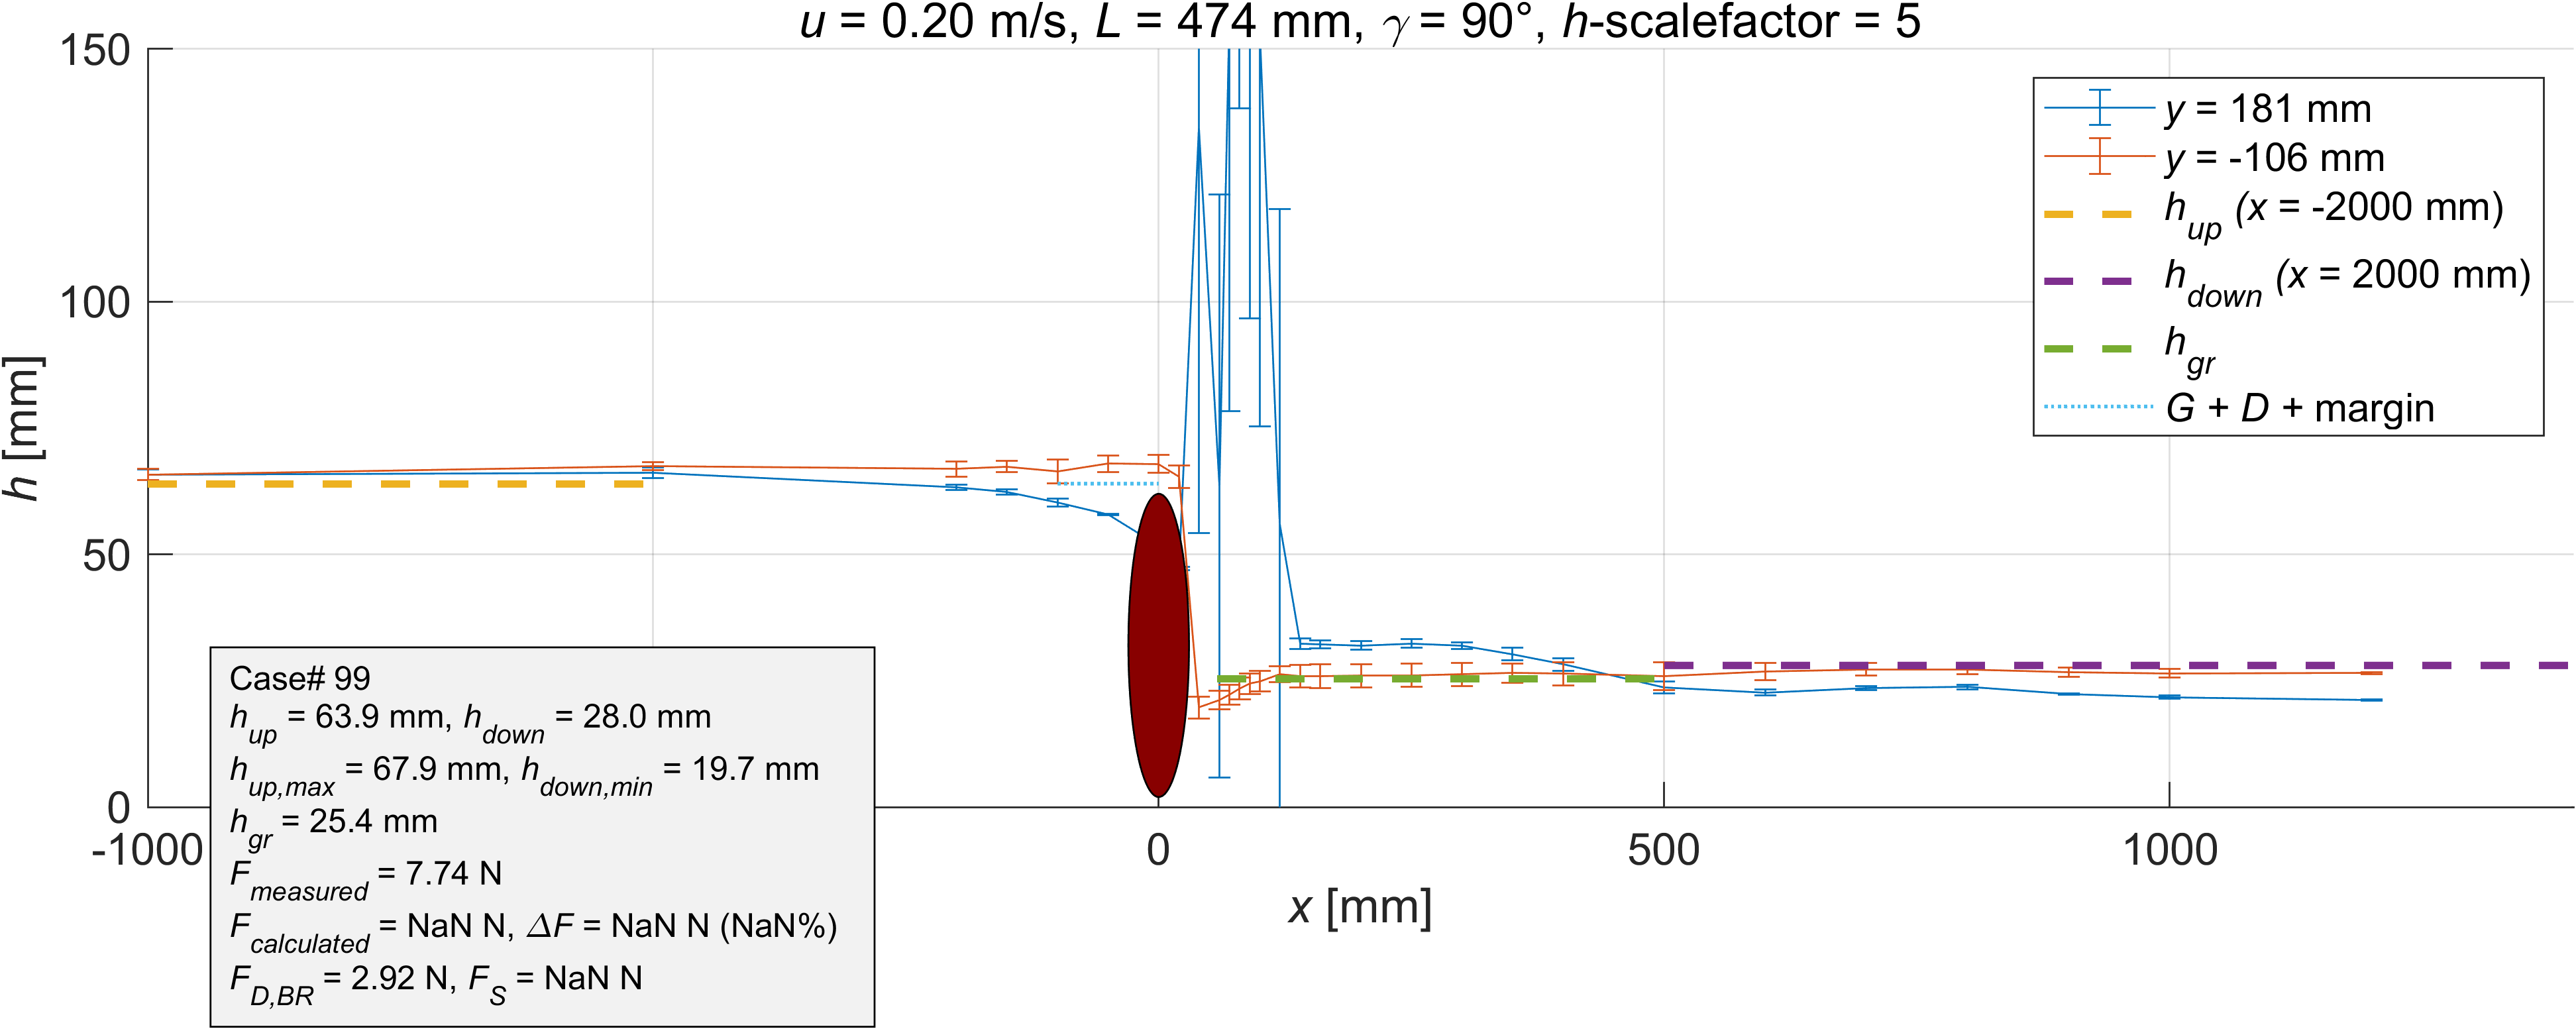 u = 0.20 m/s, L = 474 mm, γ = 90°, h-scalefactor = 5
150
100
50
0
h [mm]
-1000
0
500
1000
x [mm]
y = 181 mm
y = -106 mm
h_up (x = -2000 mm)
h_down (x = 2000 mm)
h_gr
G + D + margin
Case# 99
h_up = 63.9 mm, h_down = 28.0 mm
h_up,max = 67.9 mm, h_down,min = 19.7 mm
h_gr = 25.4 mm
F_measured = 7.74 N
F_calculated = NaN N, ΔF = NaN N (NaN%)
F_D,BR = 2.92 N, F_S = NaN N